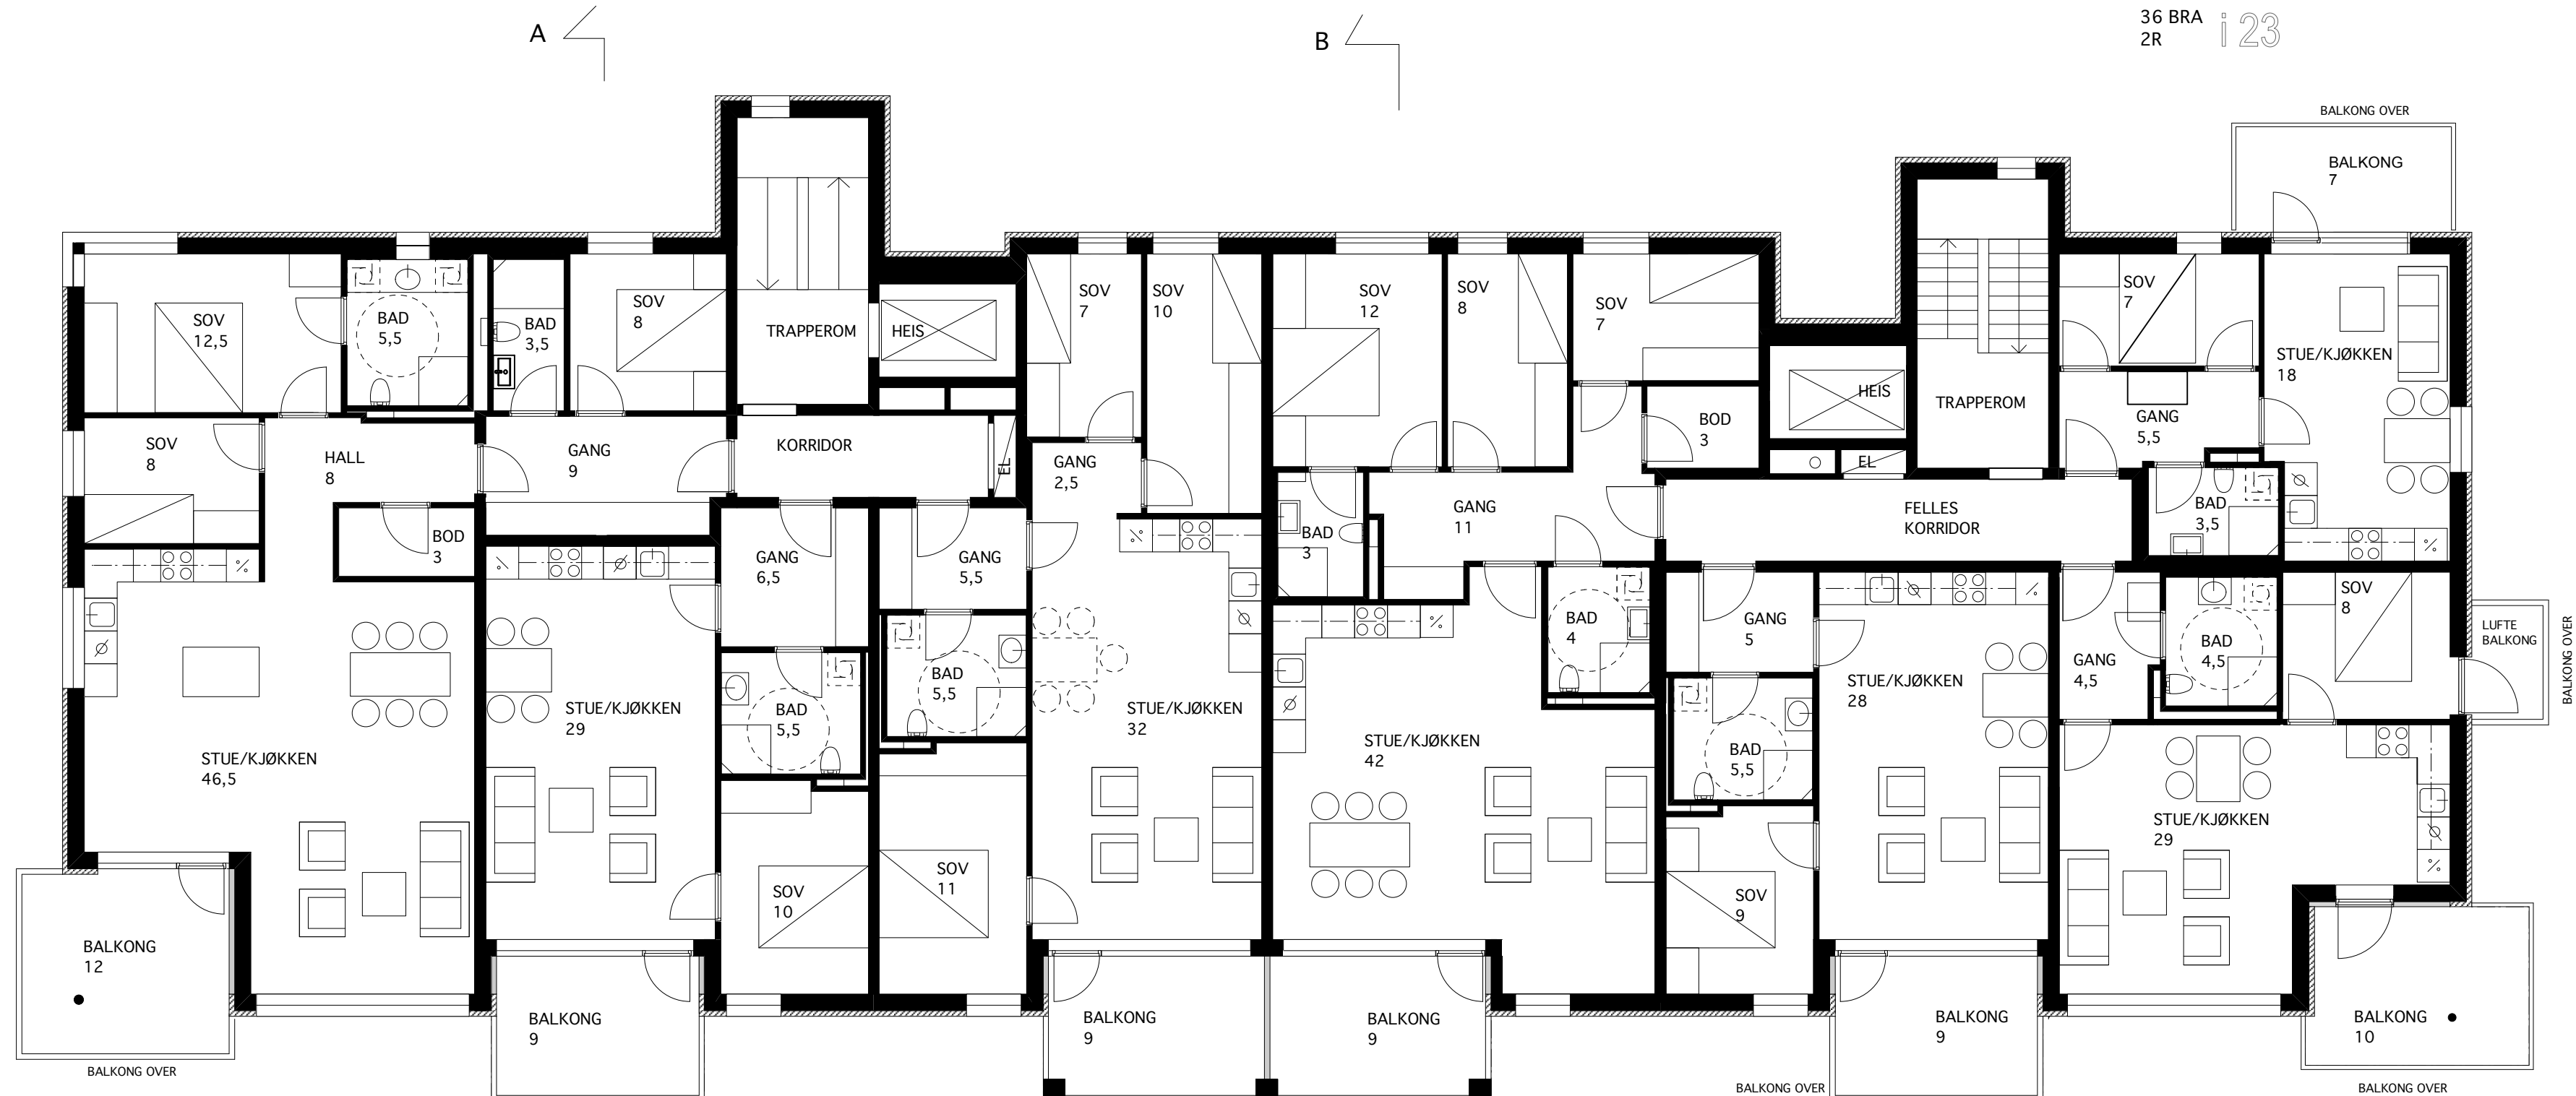 A
B
36 BRA
2R
i 23
BALKONG OVER
BALKONG
7
SOV
12,5
BAD
5,5
BAD
3,5
SOV
8
TRAPPEROM
HEIS
SOV
7
SOV
10
SOV
12
SOV
8
SOV
7
SOV
7
STUE/KJØKKEN
18
HEIS
TRAPPEROM
GANG
5,5
SOV
8
HALL
8
GANG
9
KORRIDOR
EL
GANG
2,5
BOD
3
EL
GANG
11
FELLES
KORRIDOR
BAD
3,5
BOD
3
GANG
6,5
GANG
5,5
BAD
3
BAD
4
GANG
5
GANG
4,5
BAD
4,5
SOV
8
LUFTE
BALKONG
BALKONG OVER
STUE/KJØKKEN
46,5
STUE/KJØKKEN
29
BAD
5,5
BAD
5,5
STUE/KJØKKEN
32
STUE/KJØKKEN
42
BAD
5,5
STUE/KJØKKEN
28
STUE/KJØKKEN
29
SOV
10
SOV
11
SOV
9
BALKONG
12
BALKONG
9
BALKONG
9
BALKONG
9
BALKONG
9
BALKONG
10
BALKONG OVER
BALKONG OVER
BALKONG OVER